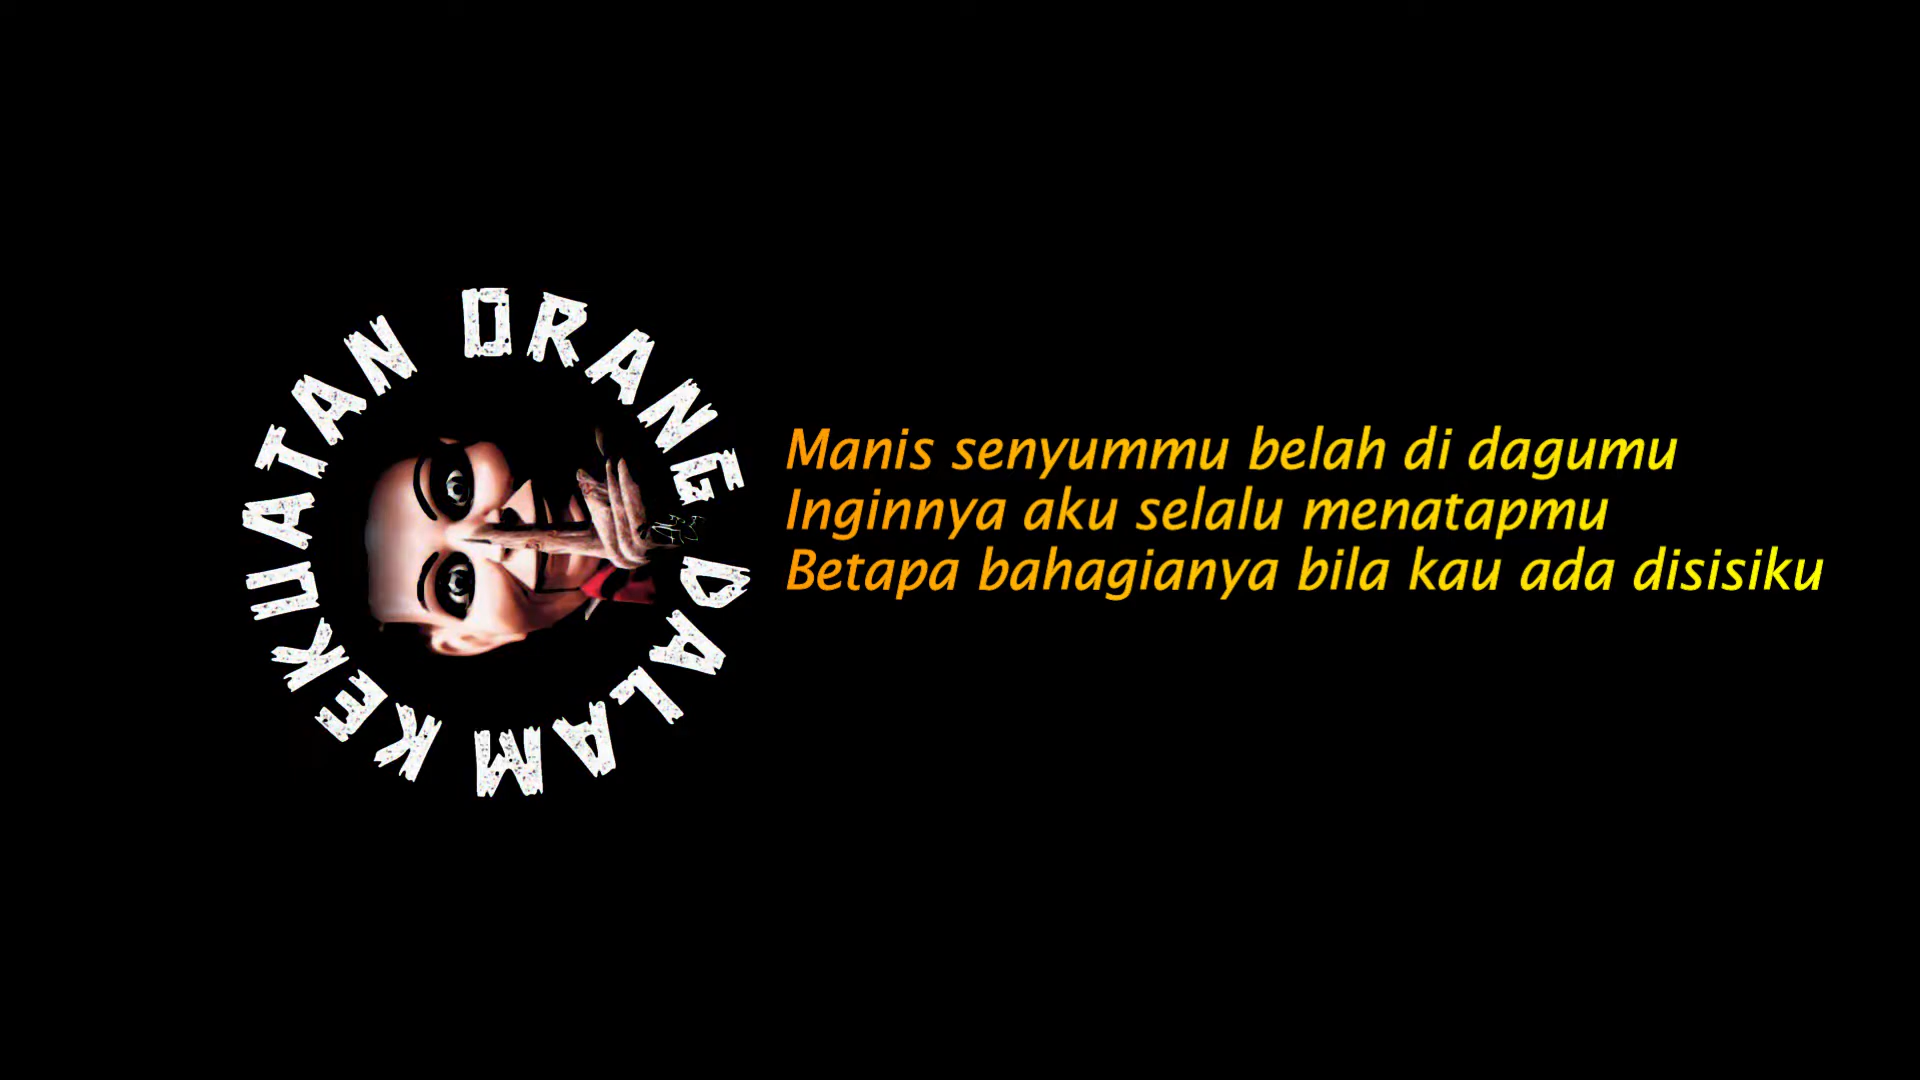 KEKUATAN ORANG DALAM
Manis senyummu belah di dagumu
Inginnya aku selalu menatapmu
Betapa bahagianya bila kau ada disisiku